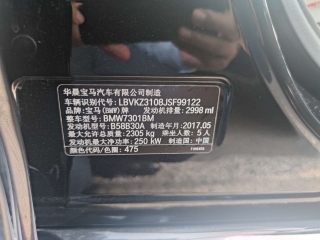 华晨宝马汽车有限公司制造
车辆识别代号: LBVKZ3108JSF99122
品牌:宝马(BMW)牌 发动机排量: 2998 ml
整车型号: BMW7301BM
发动机型号: B58B30A 制造年月:2017.05
最大允许总质量: 2305 kg 乘坐人数: 5 人
发动机最大净功率: 250 kW 制造国: 中国
颜色代码/色圈: 475